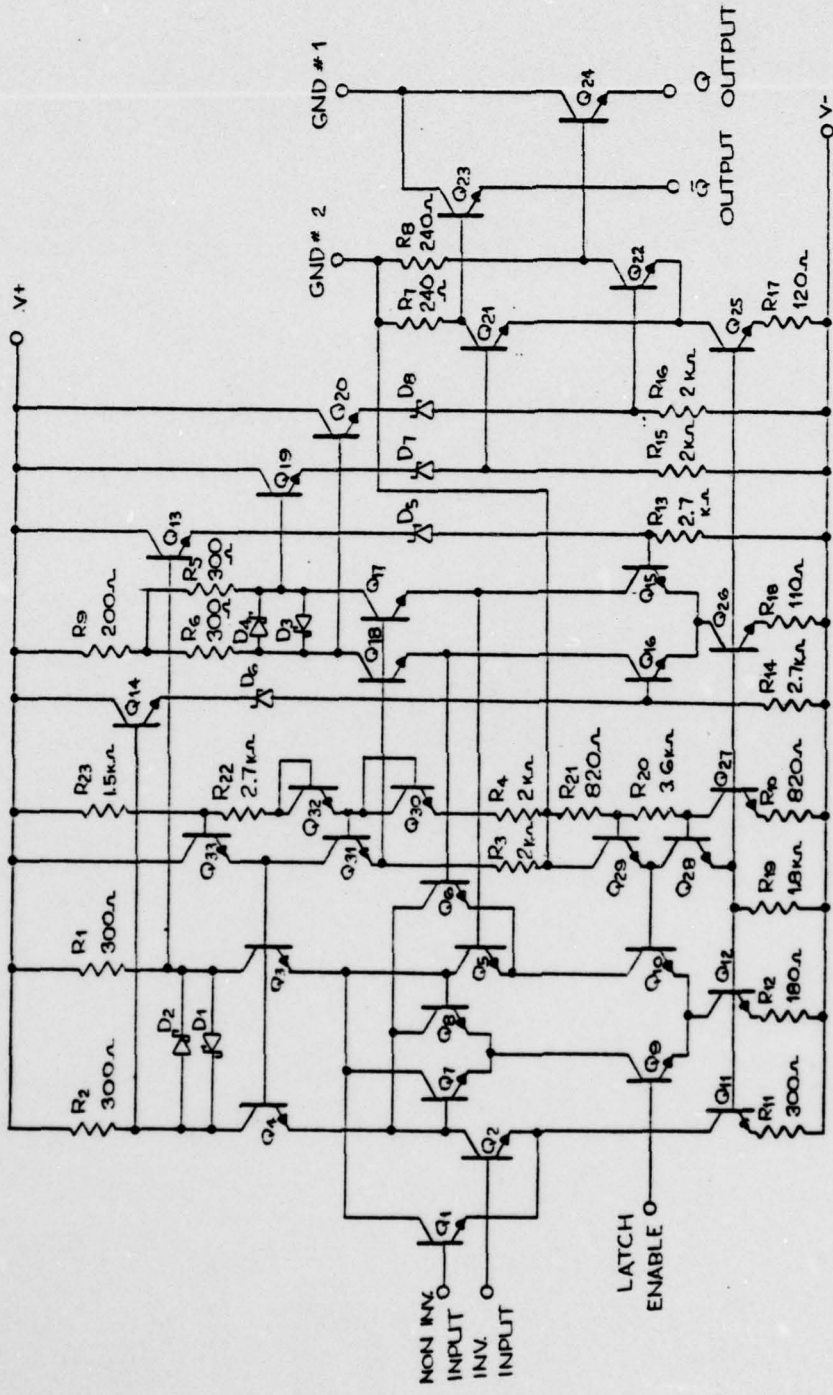 V+
R2
300Ω
R1
300Ω
R23
1.5KΩ
R9
200Ω
D2
D1
Q14
Q13
Q19
Q20
GND #1
GND # 2
Q4
Q3
Q33
R22
2.7KΩ
D6
R6
300Ω
R5
300Ω
D4
D3
Q32
Q31
Q30
Q18
Q17
D5
D7
D8
R7
240Ω
R8
240Ω
Q23
Q24
NON INV.
INPUT
INV.
INPUT
Q1
Q2
Q7
Q8
Q5
Q6
R3
2KΩ
R4
2KΩ
R21
820Ω
Q16
Q15
R13
2.7
KΩ
R15
2KΩ
R16
2KΩ
Q21
Q22
Q̄
OUTPUT
Q
OUTPUT
LATCH
ENABLE
Q9
Q10
Q29
Q28
R20
3.6KΩ
Q11
Q12
Q27
Q26
Q25
R11
300Ω
R12
180Ω
R19
1.8KΩ
R10
820Ω
R14
2.7KΩ
R18
110Ω
R17
120Ω
V-